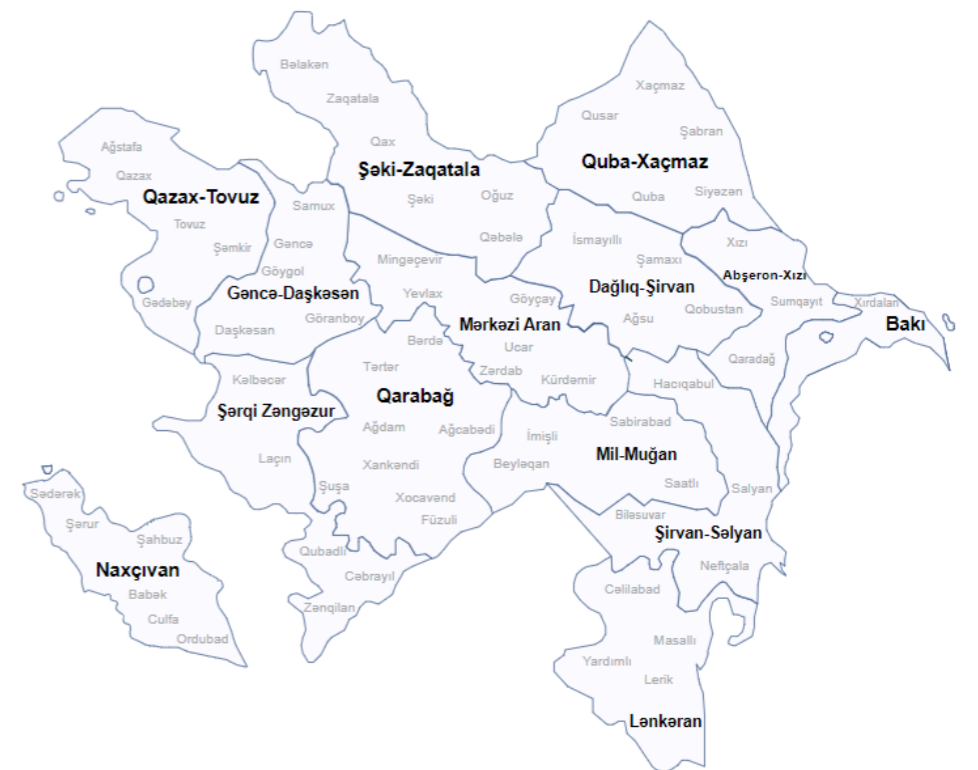 Bəlakən
Zaqatala
Qax
Şəki-Zaqatala
Şəki
Oğuz
Qəbələ
Xaçmaz
Qusar
Şabran
Quba-Xaçmaz
Quba
Siyəzən
Ağstafa
Qazax
Qazax-Tovuz
Tovuz
Şəmkir
Gədəbəy
Samux
Gəncə
Göygol
Gəncə-Daşkəsən
Göranboy
Daşkəsan
Mingəçevir
Yevlax
Göyçay
Mərkəzi Aran
Ucar
Zərdab
Kürdəmir
İsmayıllı
Şamaxı
Dağlıq-Şirvan
Ağsu
Qobustan
Xızı
Abşeron-Xızı
Sumqayıt
Xırdalan
Bakı
Qaradağ
Hacıqabul
Kəlbəcər
Şərqi Zəngəzur
Laçın
Bərdə
Tərtər
Qarabağ
Ağdam
Ağcabədi
Xankəndi
Şuşa
Xocavənd
Füzuli
İmişli
Beyləqan
Sabirabad
Mil-Muğan
Saatlı
Salyan
Biləsuvar
Şirvan-Səlyan
Neftçala
Qubadlı
Cəbrayıl
Zənqilan
Sədərək
Şərur
Şahbuz
Naxçıvan
Babək
Culfa
Ordubad
Cəlilabad
Masallı
Yardımlı
Lerik
Lənkəran